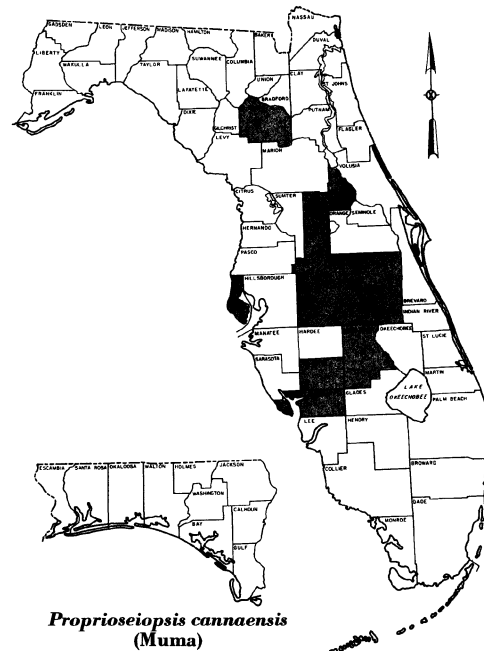 NASSAU
GADSDEN
LEON
JEFFERSON
MADISON
HAMILTON
BAKER
DUVAL
LIBERTY
WAKULLA
TAYLOR
SUWANNEE
COLUMBIA
UNION
CLAY
ST JOHNS
FRANKLIN
LAFAYETTE
BRADFORD
PUTNAM
DIXIE
GILCHRIST
FLAGLER
LEVY
MARION
VOLUSIA
CITRUS
SUMTER
ORANGE
SEMINOLE
HERNANDO
PASCO
HILLSBOROUGH
BREVARD
INDIAN RIVER
MANATEE
HARDEE
OKEECHOBEE
ST LUCIE
SARASOTA
MARTIN
LAKE
OKEECHOBEE
GLADES
PALM BEACH
LEE
HENDRY
ESCAMBIA
SANTA ROSA
OKALOOSA
WALTON
HOLMES
JACKSON
COLLIER
BROWARD
WASHINGTON
BAY
CALHOUN
DADE
GULF
MONROE
Proprioseiopsis cannaensis
(Muma)